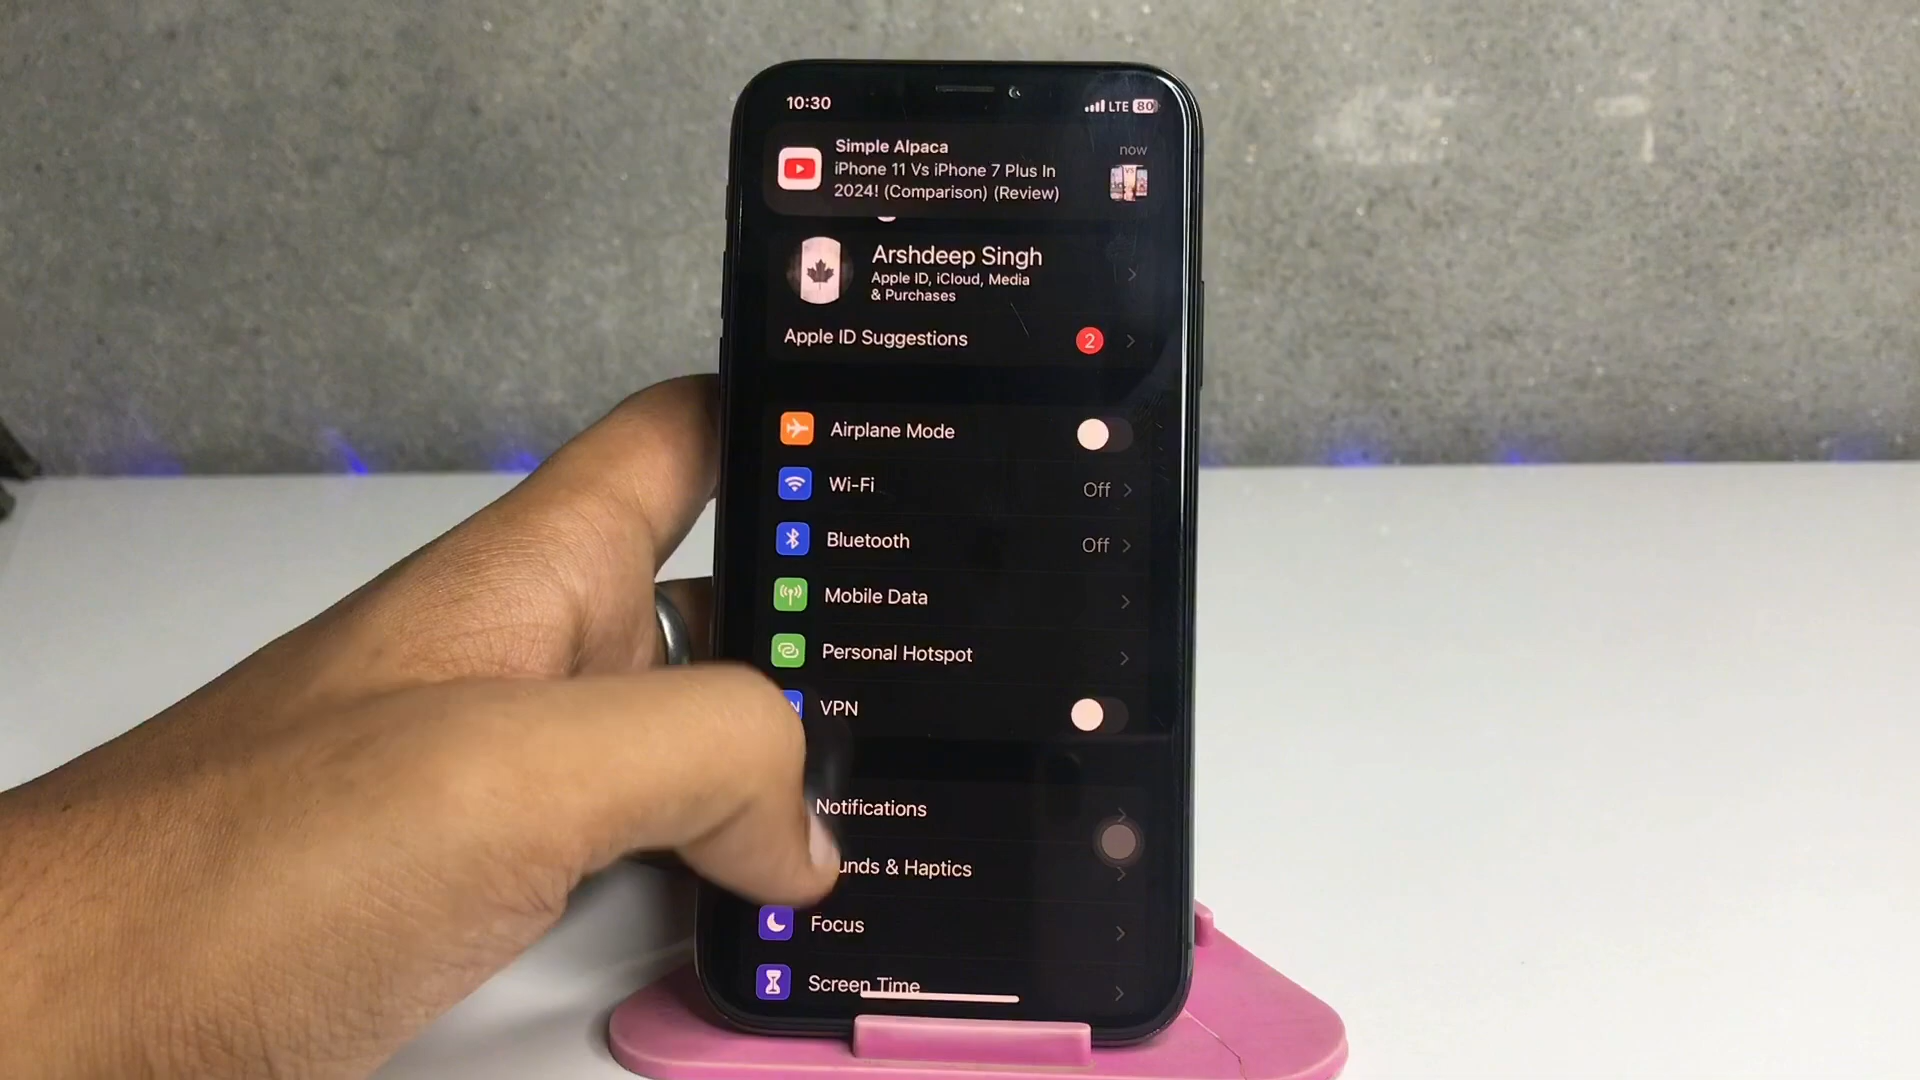 10:30
LTE 80
Simple Alpaca
now
iPhone 11 Vs iPhone 7 Plus In
2024! (Comparison) (Review)
Arshdeep Singh
Apple ID, iCloud, Media
& Purchases
Apple ID Suggestions
2
Airplane Mode
Wi-Fi
Off
Bluetooth
Off
Mobile Data
Personal Hotspot
VPN
Notifications
unds & Haptics
Focus
Screen Time